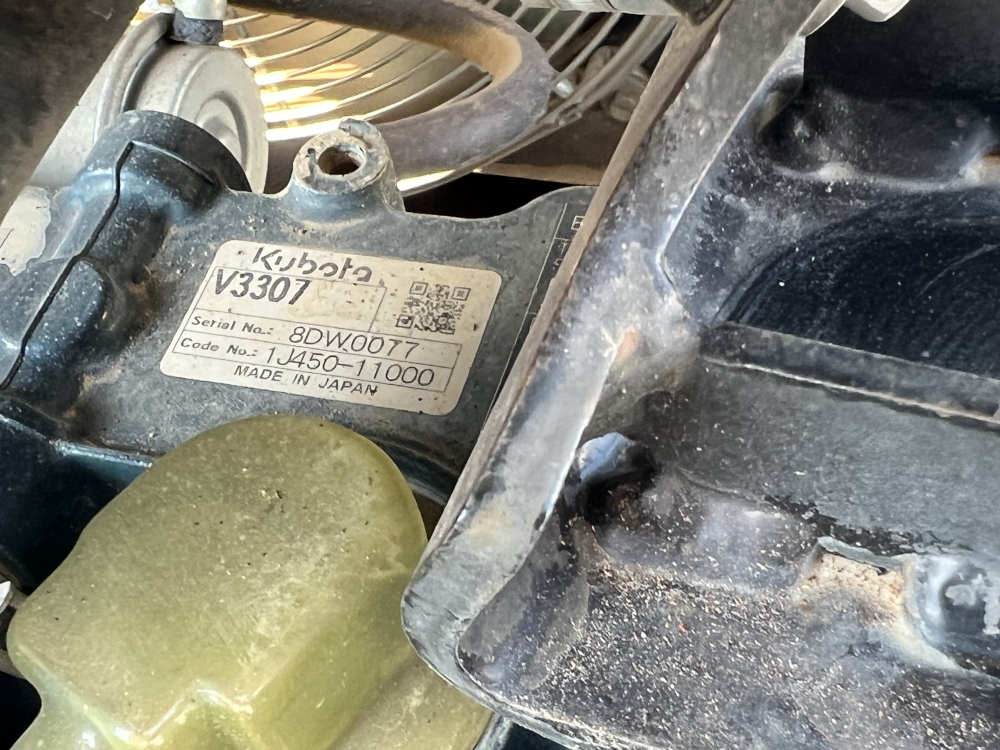 Kubota
V3307
Serial No.: 8DW0077
Code No.: 1J450-11000
MADE IN JAPAN